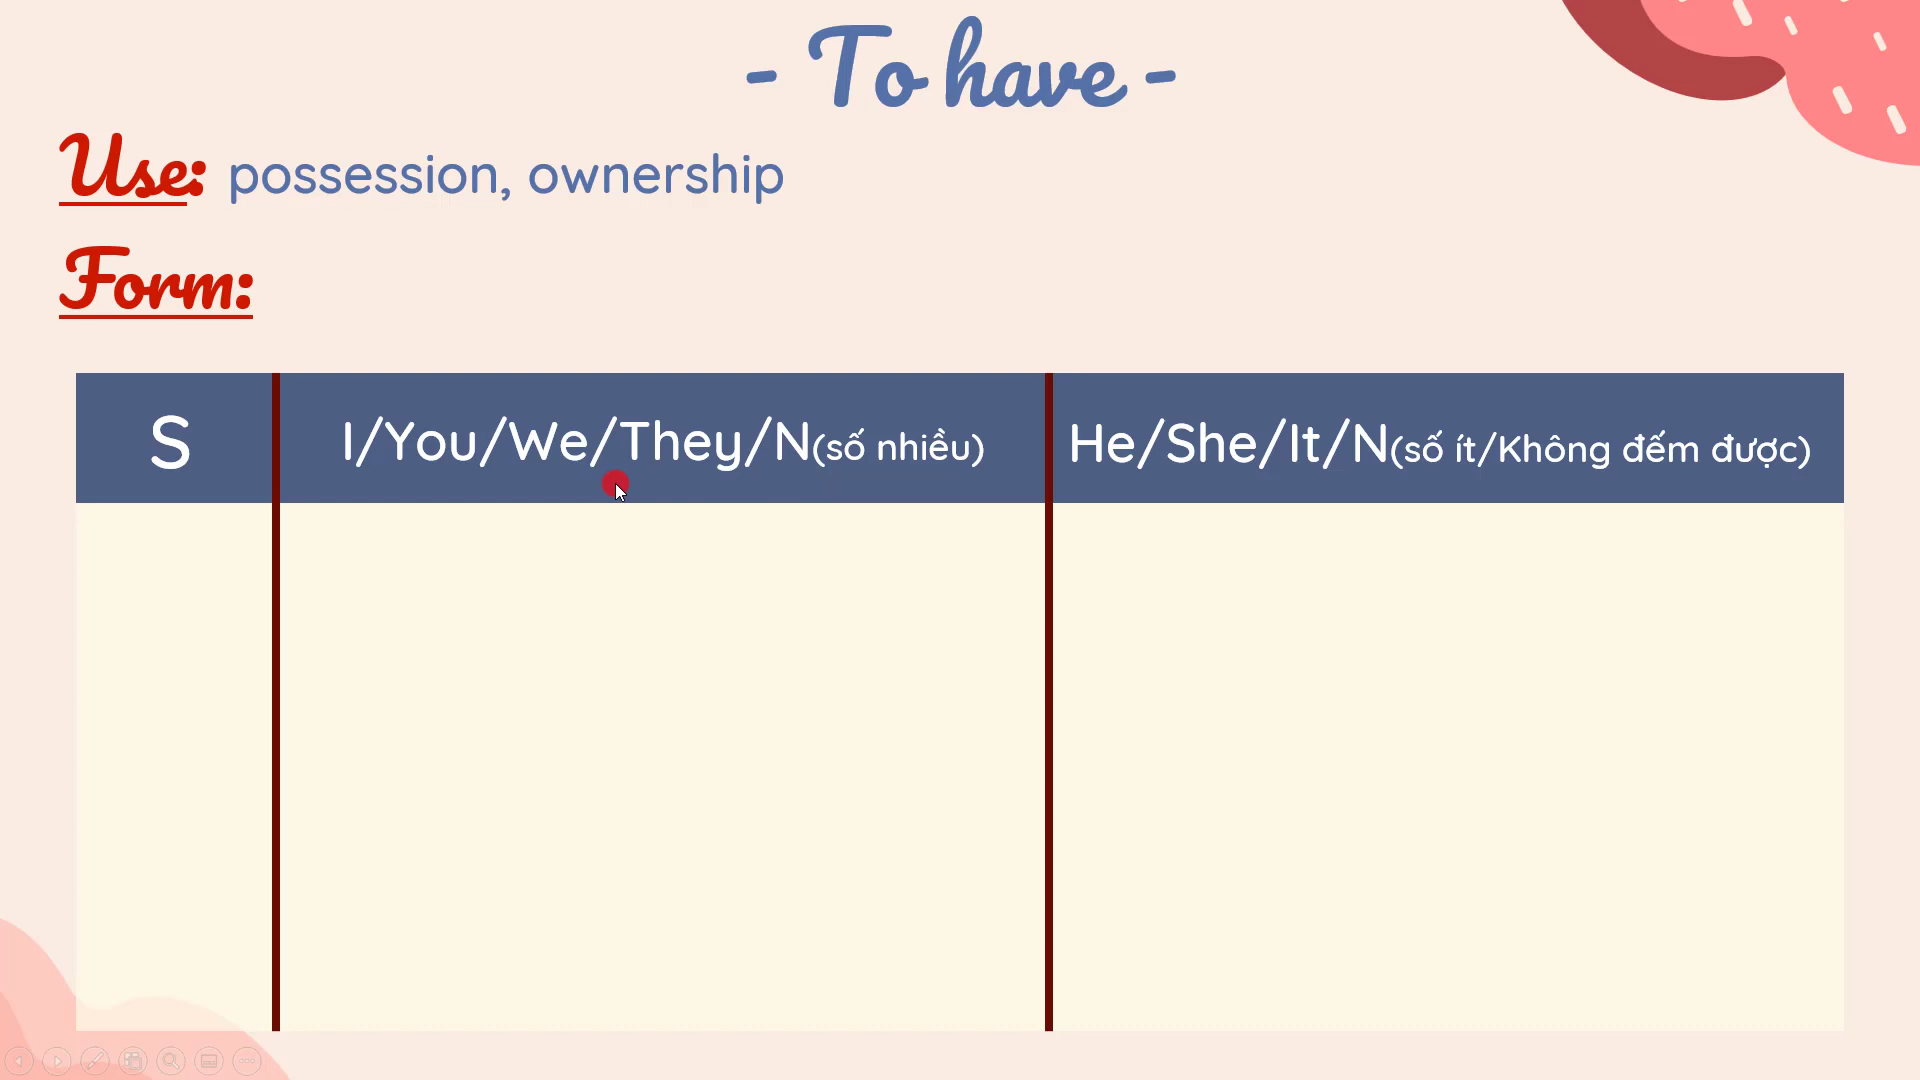 - To have -
Use: possession, ownership
Form:
S
I/You/We/They/N(số nhiều)
He/She/It/N(số ít/Không đếm được)